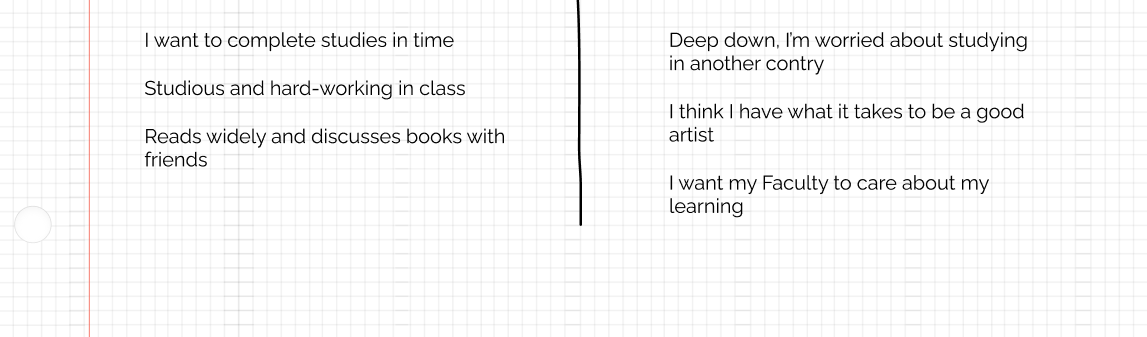 I want to complete studies in time
Studious and hard-working in class
Reads widely and discusses books with
friends
Deep down, I'm worried about studying
in another contry
I think I have what it takes to be a good
artist
I want my Faculty to care about my
learning